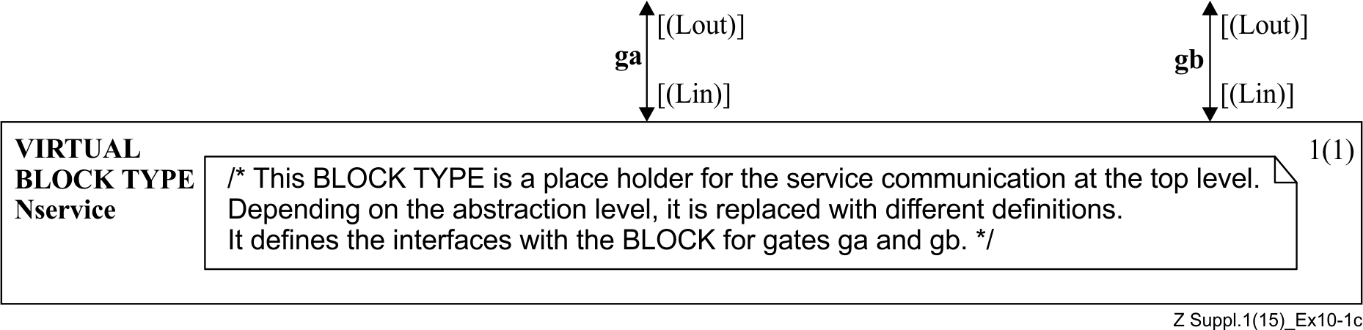 [(Lout)]
ga
[(Lin)]
[(Lout)]
gb
[(Lin)]
VIRTUAL
BLOCK TYPE
Nservice
1(1)
/* This BLOCK TYPE is a place holder for the service communication at the top level.
Depending on the abstraction level, it is replaced with different definitions.
It defines the interfaces with the BLOCK for gates ga and gb. */
Z Suppl.1(15)_Ex10-1c